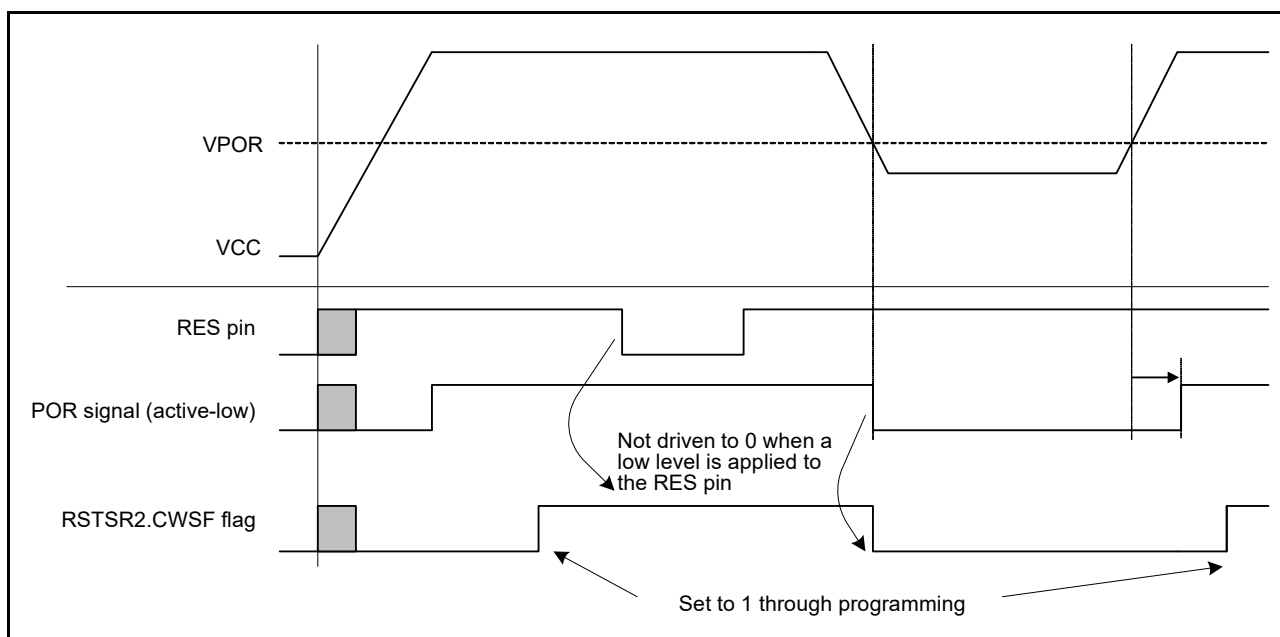 VPOR
VCC
RES pin
POR signal (active-low)
Not driven to 0 when a
low level is applied to
the RES pin
RSTSR2.CWSF flag
Set to 1 through programming